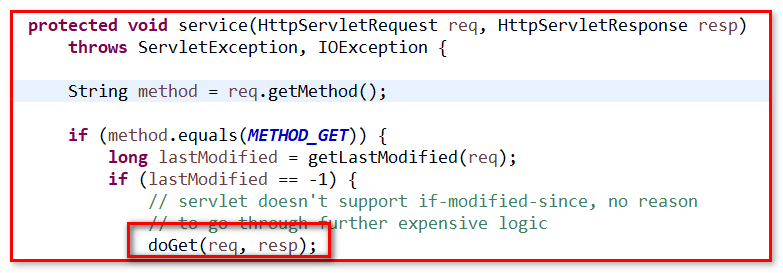 protected void service(HttpServletRequest req, HttpServletResponse resp)
throws ServletException, IOException {
String method = req.getMethod();
if (method.equals(METHOD_GET)) {
long lastModified = getLastModified(req);
if (lastModified == -1) {
// servlet doesn't support if-modified-since, no reason
// to go through further expensive logic
doGet(req, resp);